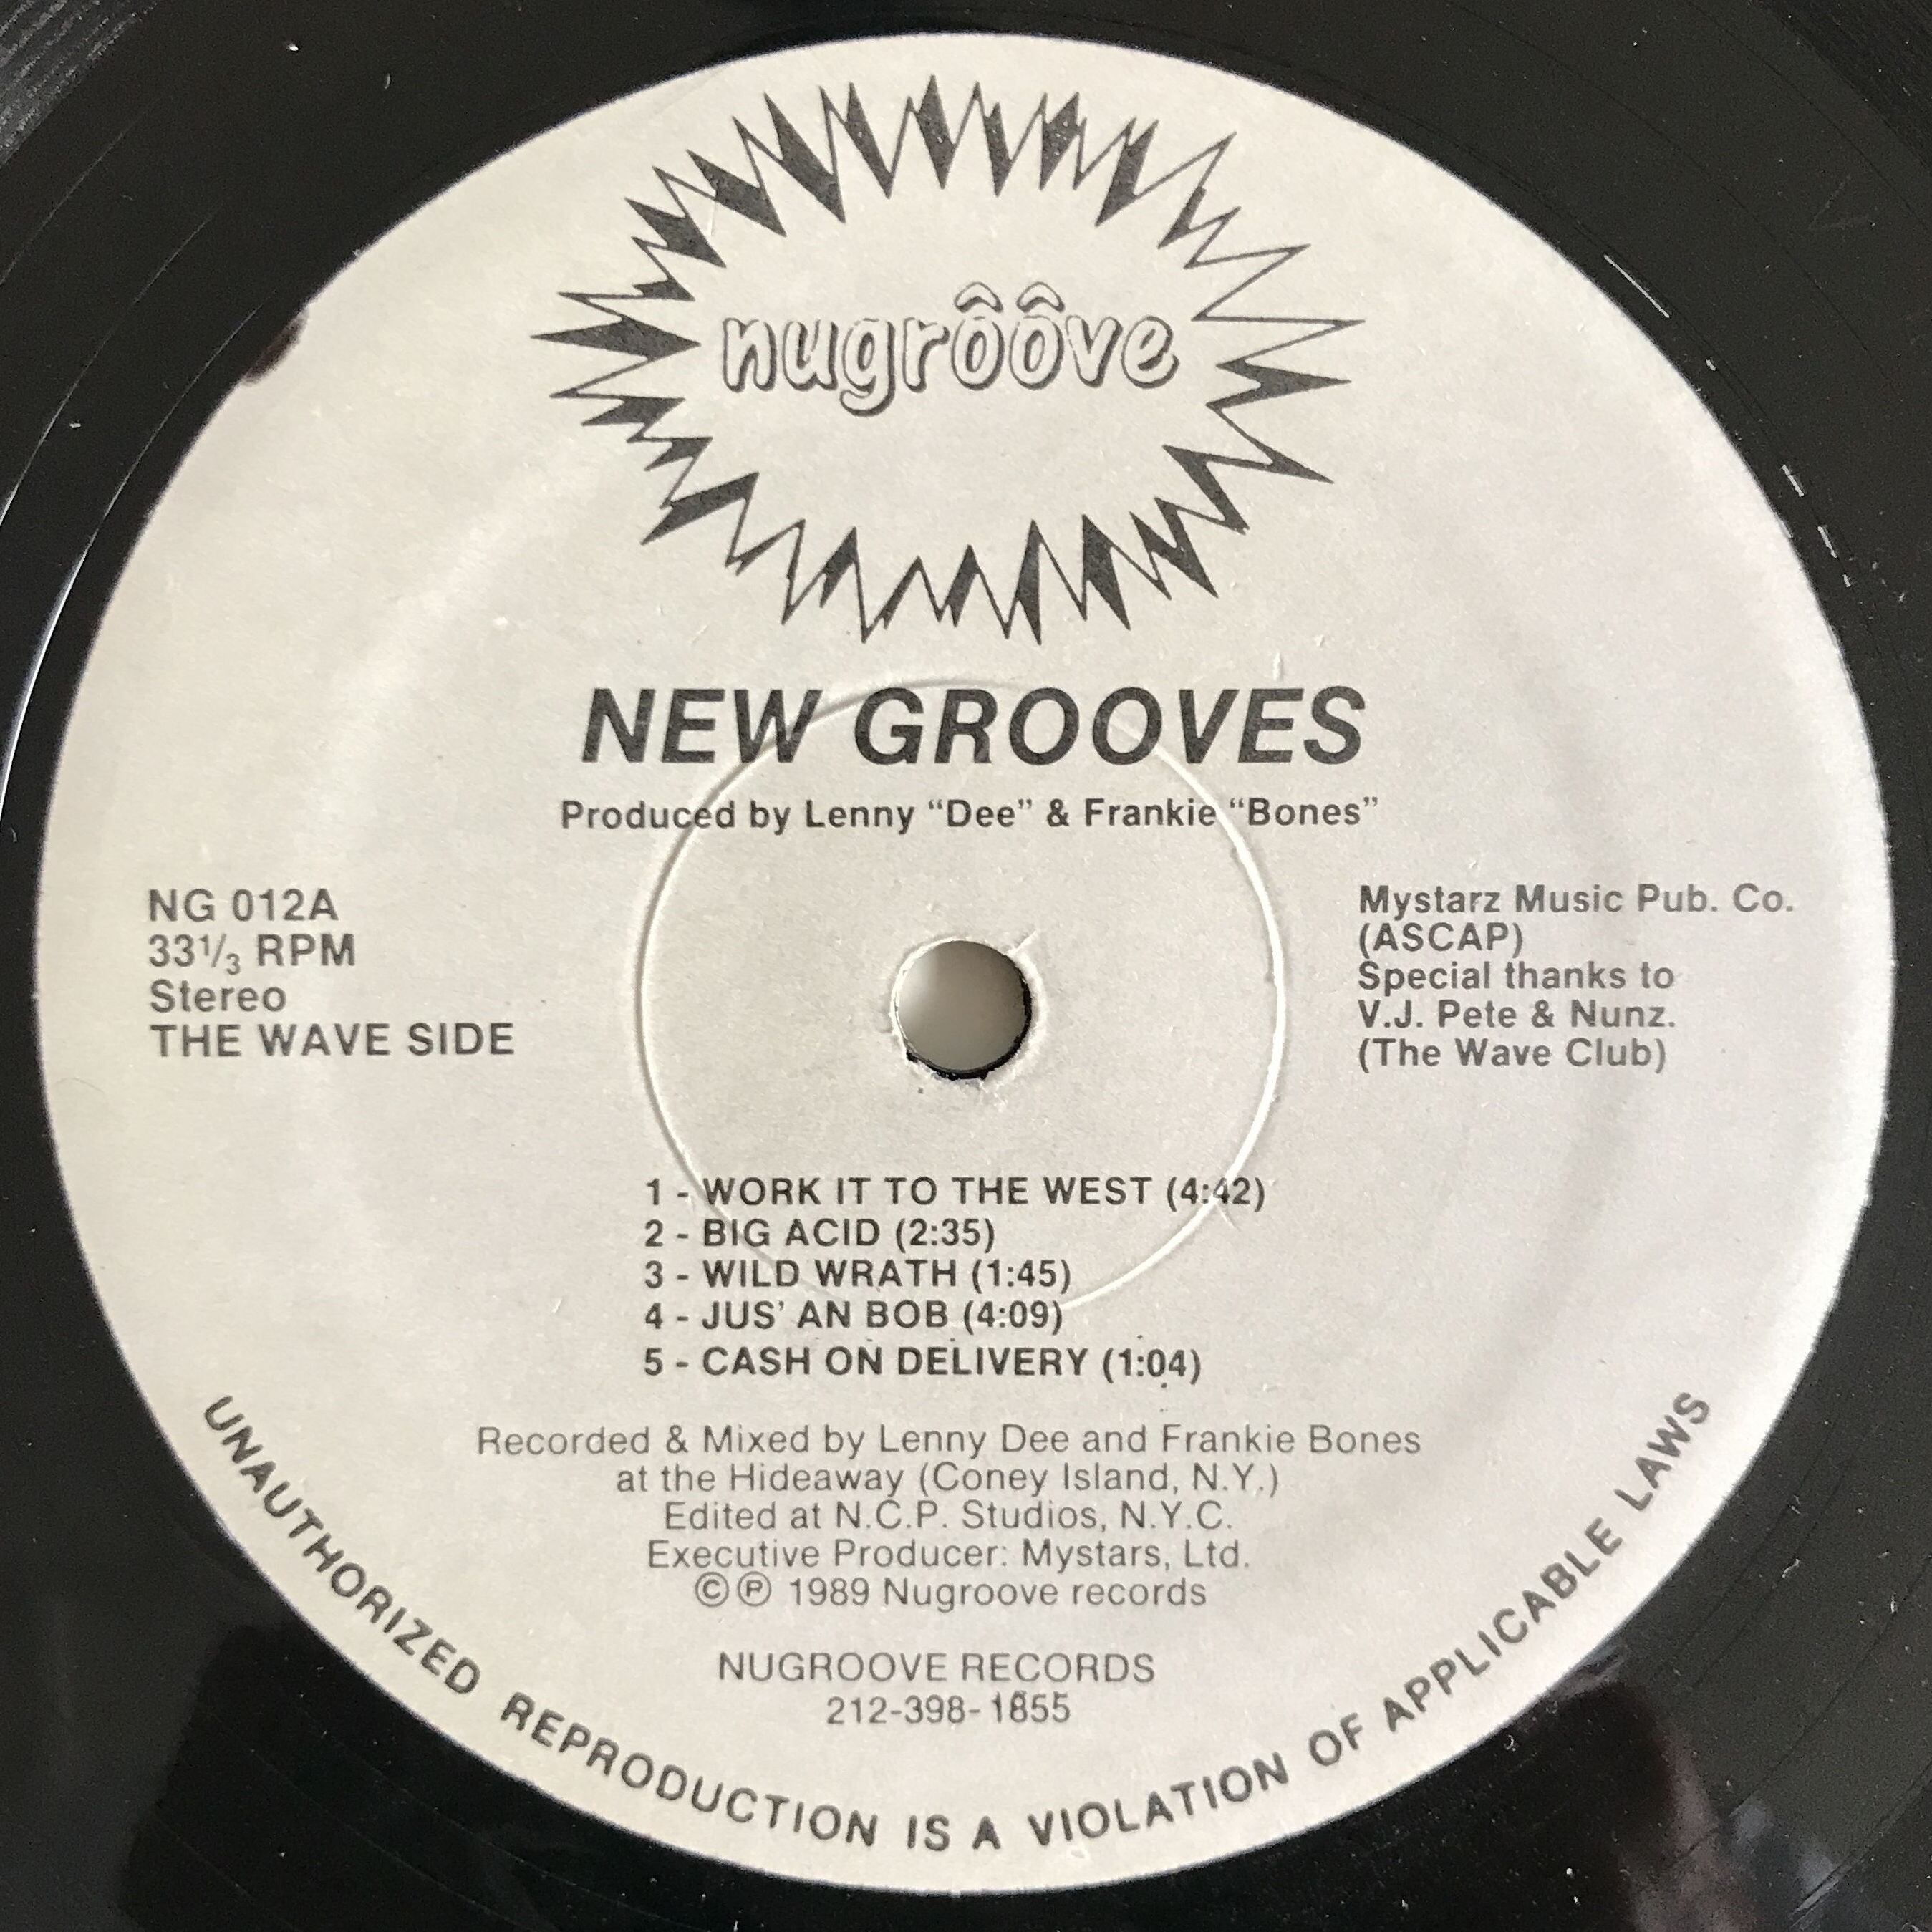 nugrôôve
NEW GROOVES
Produced by Lenny “Dee” & Frankie “Bones”
NG 012A
33⅓ RPM
Stereo
THE WAVE SIDE
Mystarz Music Pub. Co.
(ASCAP)
Special thanks to
V.J. Pete & Nunz.
(The Wave Club)
1 - WORK IT TO THE WEST (4:42)
2 - BIG ACID (2:35)
3 - WILD WRATH (1:45)
4 - JUS’ AN BOB (4:09)
5 - CASH ON DELIVERY (1:04)
Recorded & Mixed by Lenny Dee and Frankie Bones
at the Hideaway (Coney Island, N.Y.)
Edited at N.C.P. Studios, N.Y.C.
Executive Producer: Mystars, Ltd.
©℗ 1989 Nugroove records
NUGROOVE RECORDS
212-398-1855
UNAUTHORIZED REPRODUCTION IS A VIOLATION OF APPLICABLE LAWS